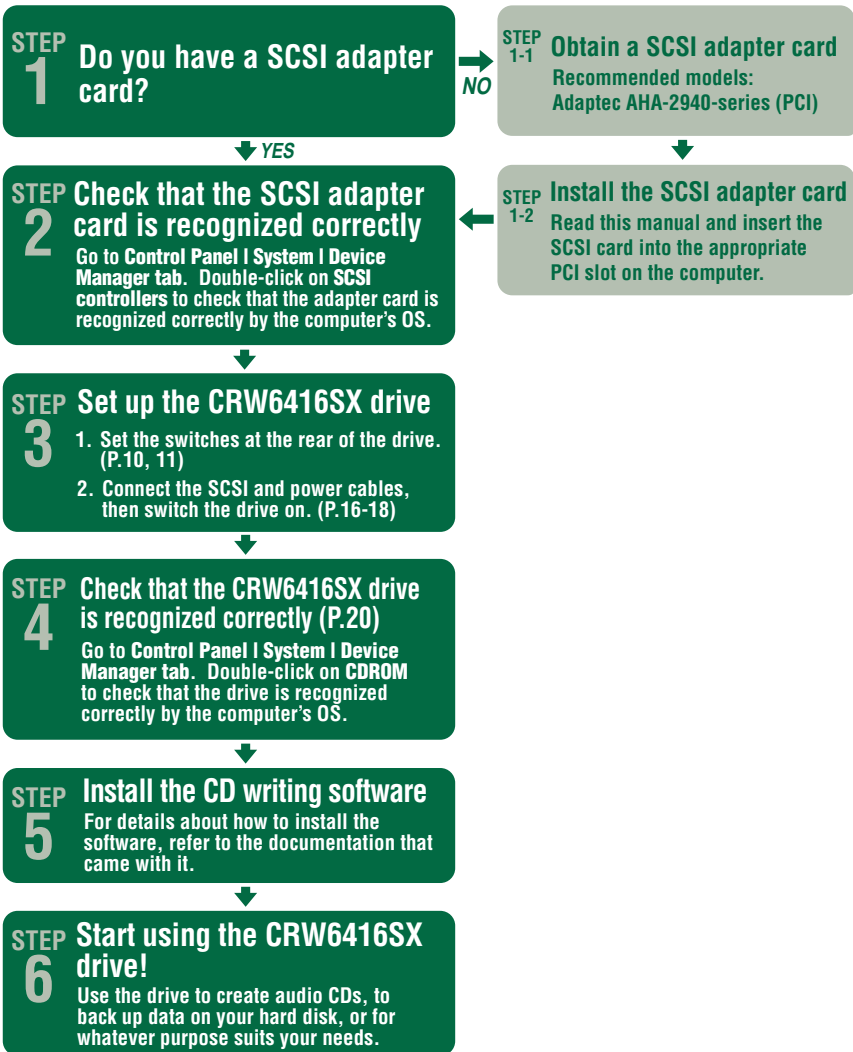 STEP
1
Do you have a SCSI adapter
card?
NO
STEP
1-1
Obtain a SCSI adapter card
Recommended models:
Adaptec AHA-2940-series (PCI)
YES
STEP
1-2
Install the SCSI adapter card
Read this manual and insert the
SCSI card into the appropriate
PCI slot on the computer.
STEP
2
Check that the SCSI adapter
card is recognized correctly
Go to Control Panel | System | Device
Manager tab. Double-click on SCSI
controllers to check that the adapter card is
recognized correctly by the computer's OS.
STEP
3
Set up the CRW6416SX drive
1. Set the switches at the rear of the drive.
(P.10, 11)
2. Connect the SCSI and power cables,
then switch the drive on. (P.16-18)
STEP
4
Check that the CRW6416SX drive
is recognized correctly (P.20)
Go to Control Panel | System | Device
Manager tab. Double-click on CDROM
to check that the drive is recognized
correctly by the computer's OS.
STEP
5
Install the CD writing software
For details about how to install the
software, refer to the documentation that
came with it.
STEP
6
Start using the CRW6416SX
drive!
Use the drive to create audio CDs, to
back up data on your hard disk, or for
whatever purpose suits your needs.